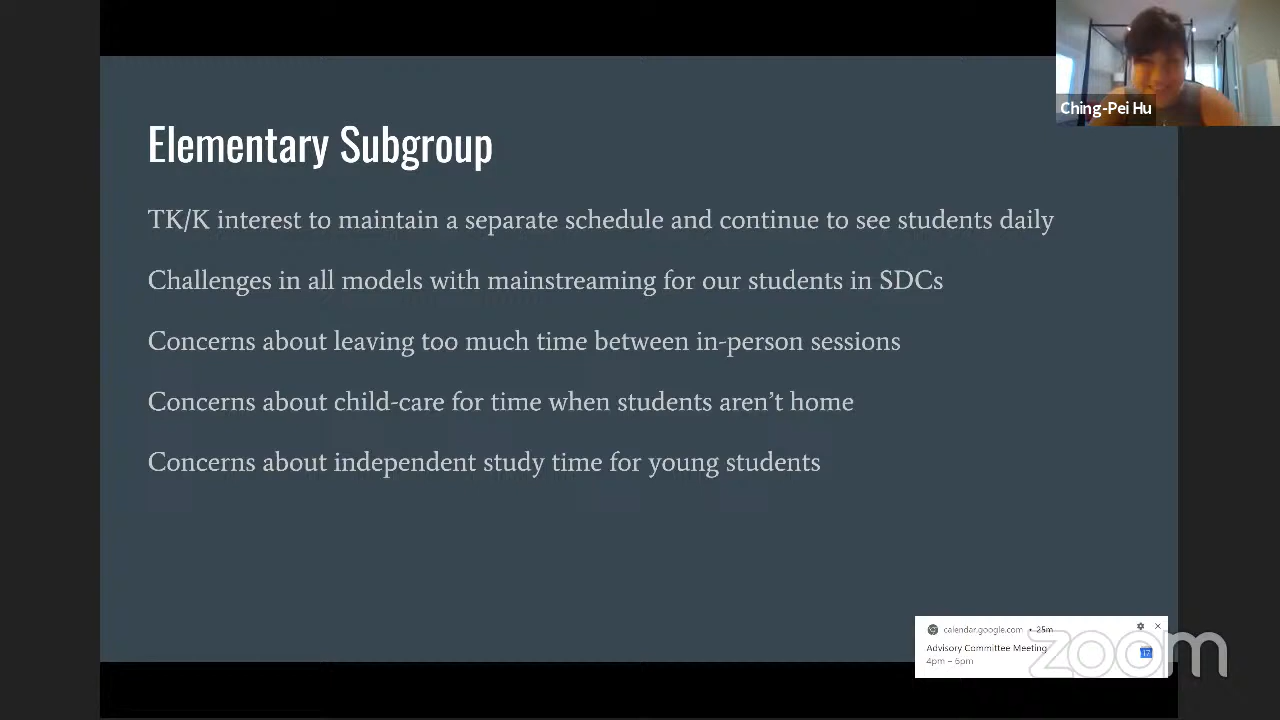 Ching-Pei Hu
Elementary Subgroup
TK/K interest to maintain a separate schedule and continue to see students daily
Challenges in all models with mainstreaming for our students in SDCs
Concerns about leaving too much time between in-person sessions
Concerns about child-care for time when students aren’t home
Concerns about independent study time for young students
calendar.google.com • 25m
Advisory Committee Meeting
4pm – 6pm
17
zoom